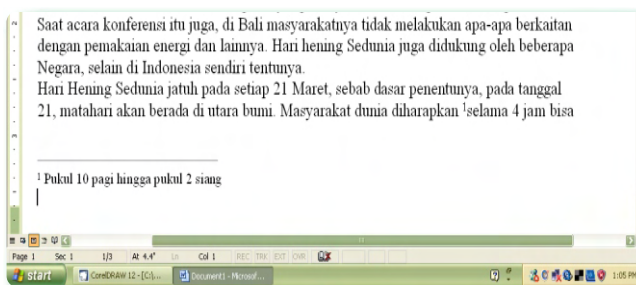 Saat acara konferensi itu juga, di Bali masyarakatnya tidak melakukan apa-apa berkaitan
dengan pemakaian energi dan lainnya. Hari hening Sedunia juga didukung oleh beberapa
Negara, selain di Indonesia sendiri tentunya.
Hari Hening Sedunia jatuh pada setiap 21 Maret, sebab dasar penentunya, pada tanggal
21, matahari akan berada di utara bumi. Masyarakat dunia diharapkan ¹selama 4 jam bisa
¹ Pukul 10 pagi hingga pukul 2 siang
Page 1 Sec 1 1/3 At 4.4" Ln Col 1 REC TRK EXT OVR
start CorelDRAW 12 - [C:\... Document1 - Microsof... 1:05 PM